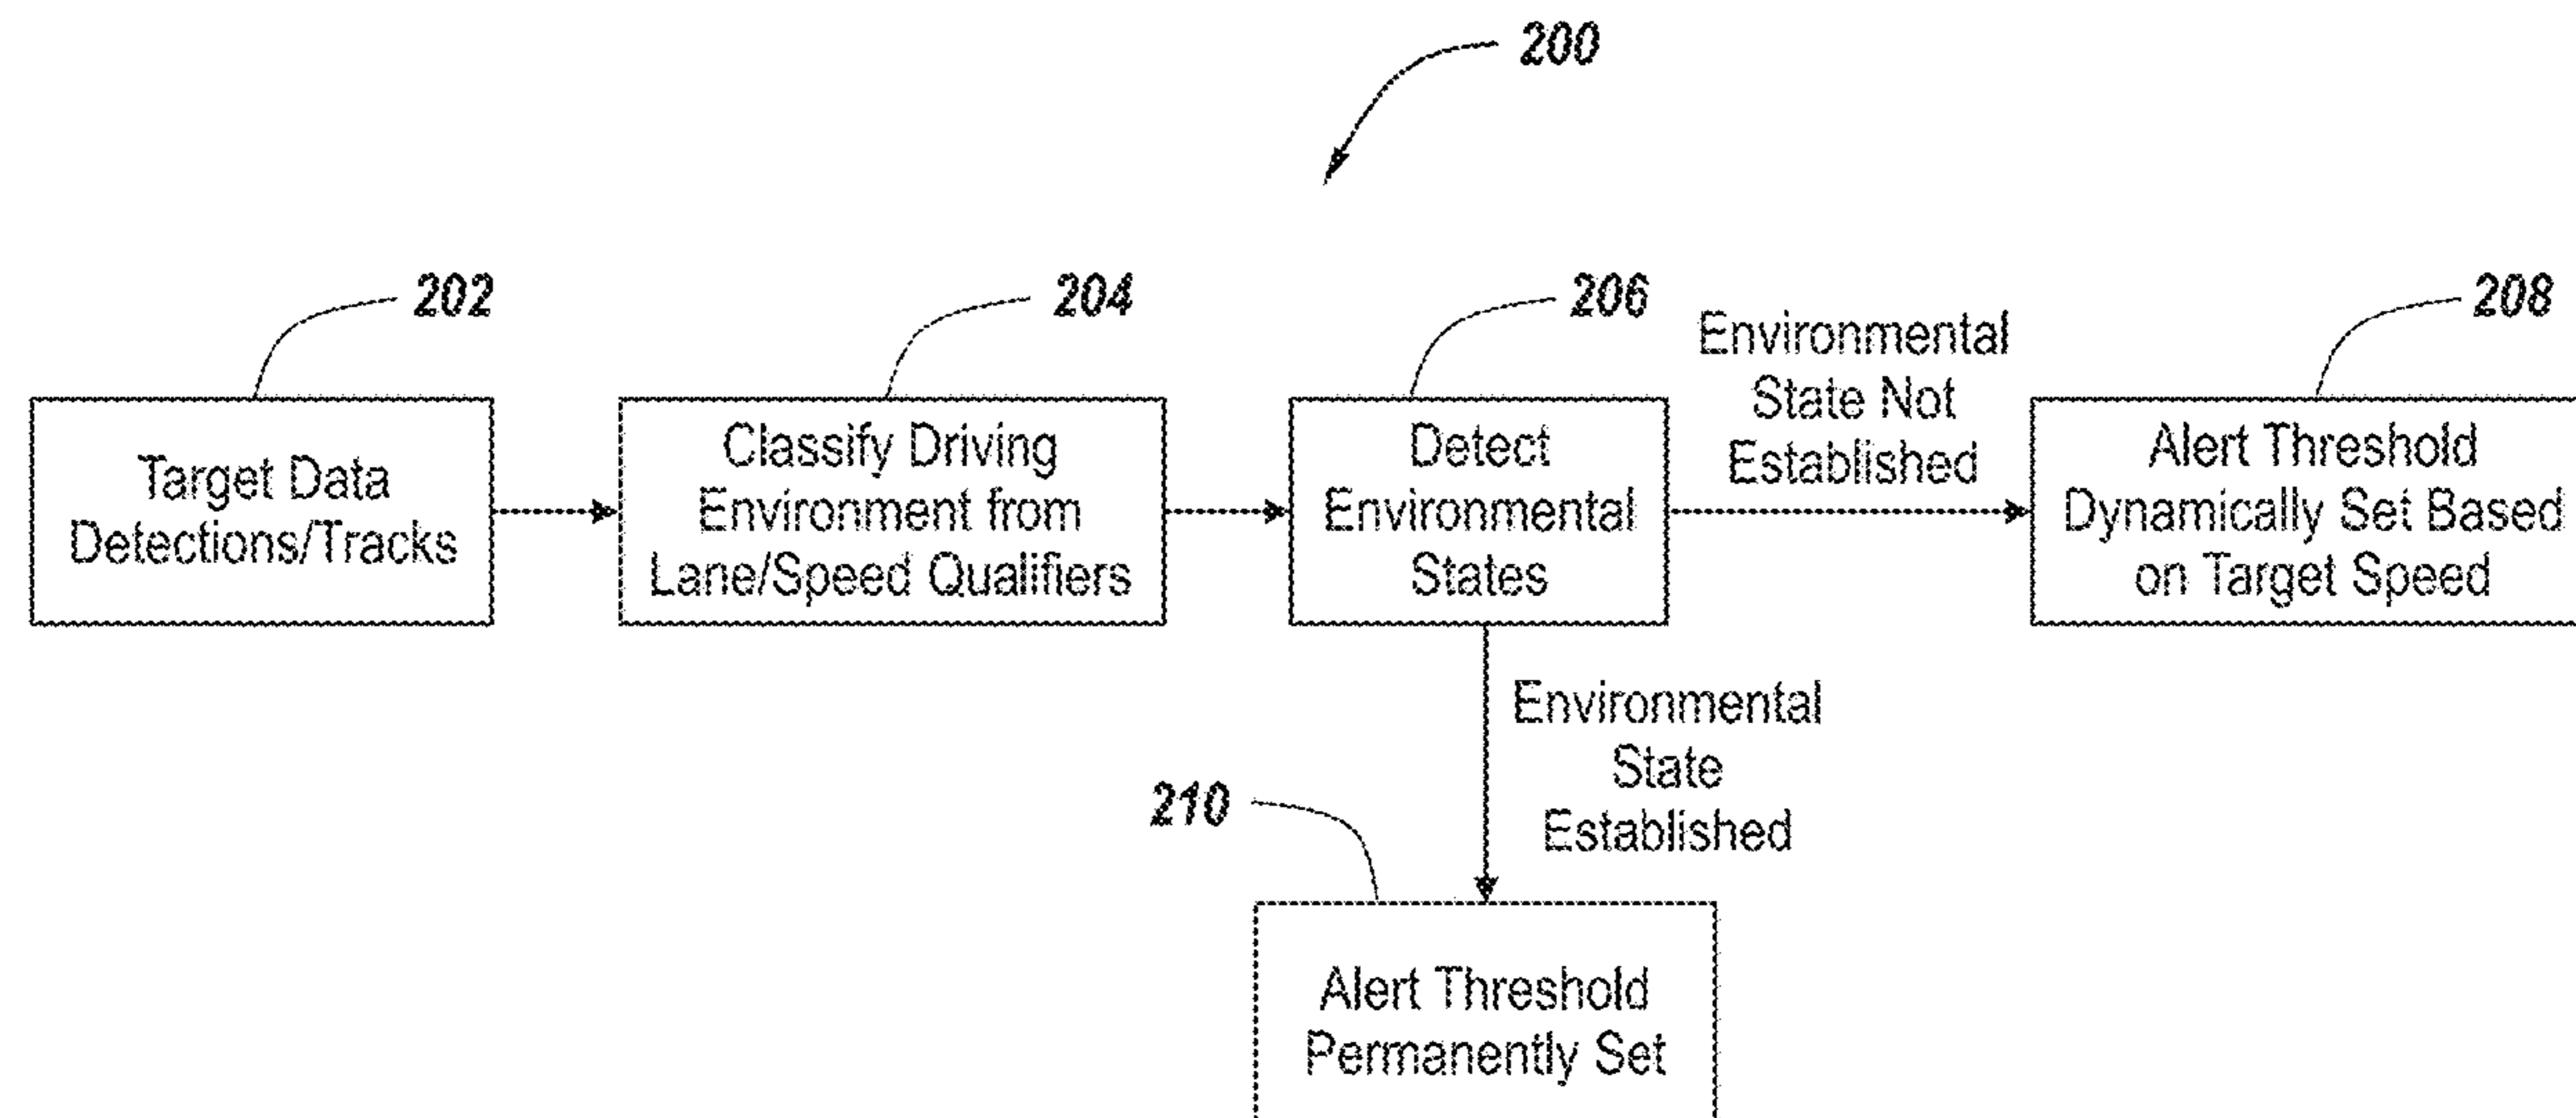 200
202
204
206
208
Target Data
Detections/Tracks
Classify Driving
Environment from
Lane/Speed Qualifiers
Detect
Environmental
States
Environmental
State Not
Established
Alert Threshold
Dynamically Set Based
on Target Speed
Environmental
State
Established
210
Alert Threshold
Permanently Set